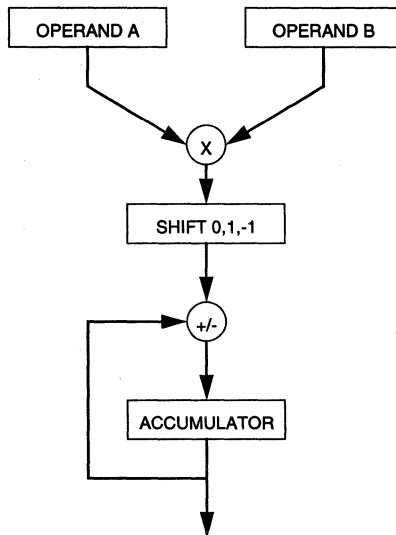 OPERAND A
OPERAND B
X
SHIFT 0,1,-1
+/-
ACCUMULATOR